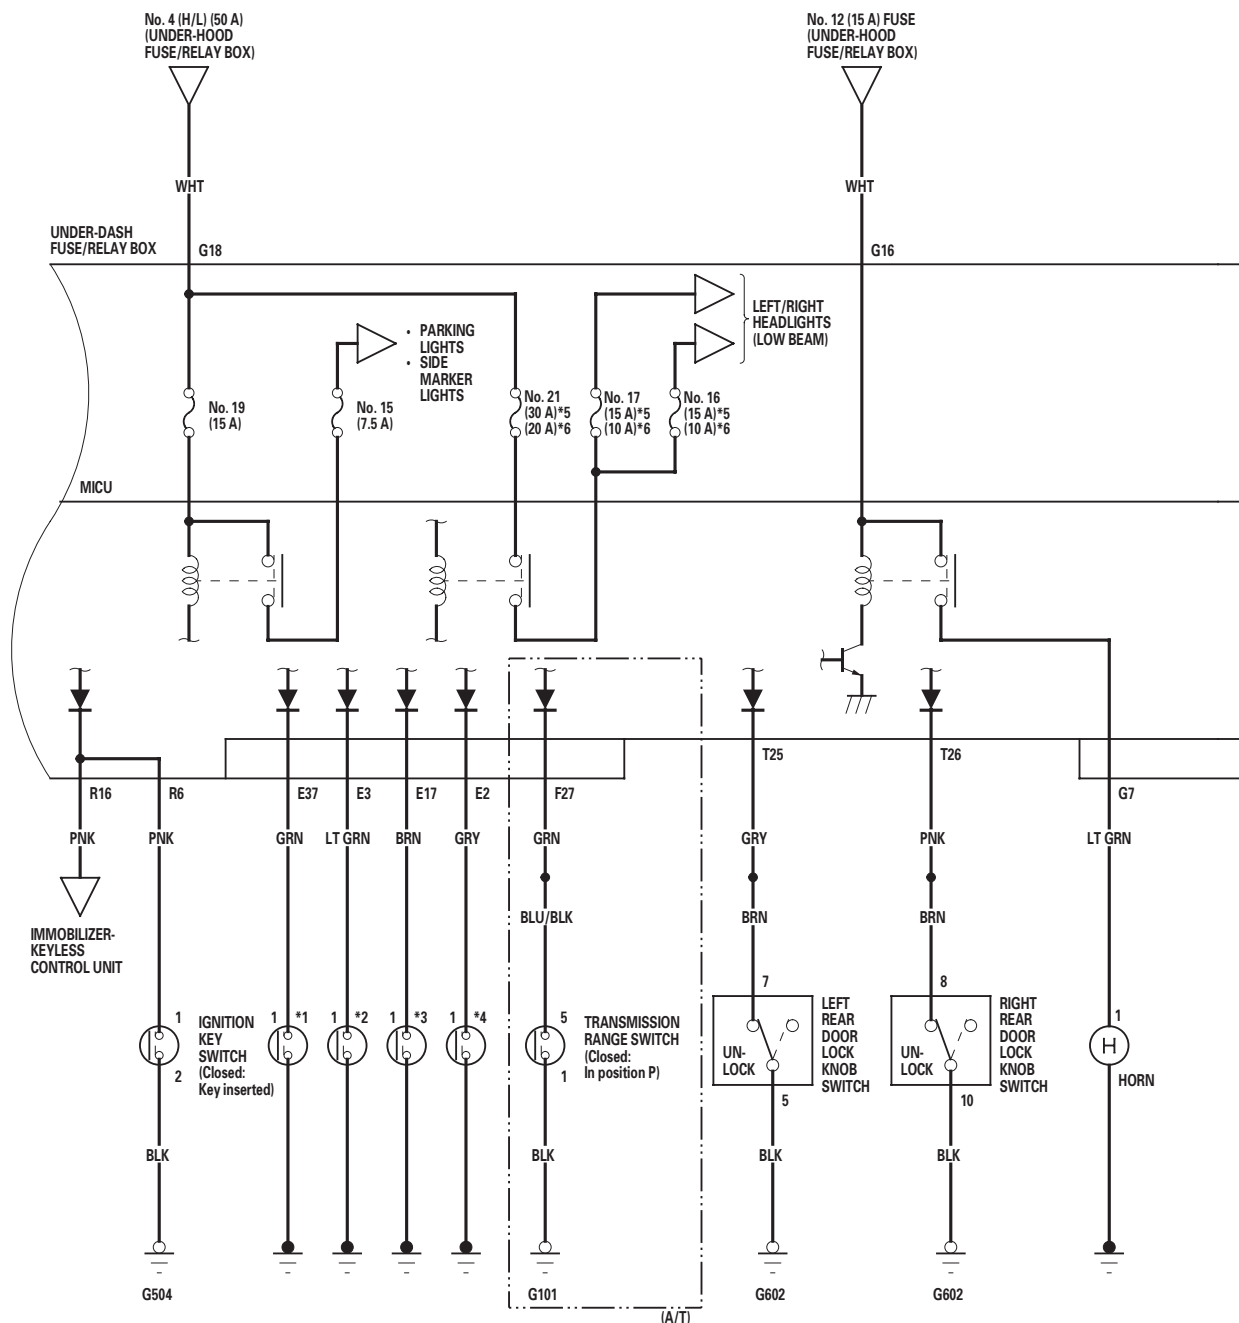 No. 4 (H/L) (50 A)
(UNDER-HOOD
FUSE/RELAY BOX)
No. 12 (15 A) FUSE
(UNDER-HOOD
FUSE/RELAY BOX)
WHT
WHT
UNDER-DASH
FUSE/RELAY BOX
G18
G16
LEFT/RIGHT
HEADLIGHTS
(LOW BEAM)
• PARKING
LIGHTS
• SIDE
MARKER
LIGHTS
No. 19
(15 A)
No. 15
(7.5 A)
No. 21
(30 A)*5
(20 A)*6
No. 17
(15 A)*5
(10 A)*6
No. 16
(15 A)*5
(10 A)*6
MICU
T25
T26
R16
R6
E37
E3
E17
E2
F27
G7
PNK
PNK
GRN
LT GRN
BRN
GRY
GRN
GRY
PNK
LT GRN
BLU/BLK
BRN
BRN
IMMOBILIZER-
KEYLESS
CONTROL UNIT
1
2
IGNITION
KEY
SWITCH
(Closed:
Key inserted)
1
*1
1
*2
1
*3
1
*4
5
1
TRANSMISSION
RANGE SWITCH
(Closed:
In position P)
7
UN-
LOCK
5
LEFT
REAR
DOOR
LOCK
KNOB
SWITCH
8
UN-
LOCK
10
RIGHT
REAR
DOOR
LOCK
KNOB
SWITCH
1
H
HORN
BLK
BLK
BLK
BLK
G504
G101
G602
G602
(A/T)